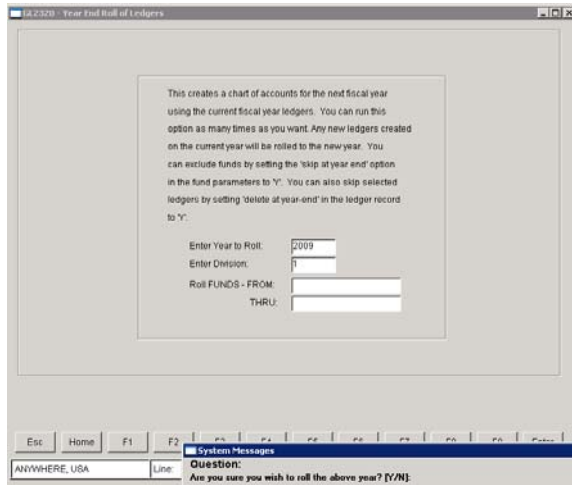 GL2320 - Year End Roll of Ledgers
This creates a chart of accounts for the next fiscal year
using the current fiscal year ledgers. You can run this
option as many times as you want. Any new ledgers created
on the current year will be rolled to the new year. You
can exclude funds by setting the 'skip at year end' option
in the fund parameters to 'Y'. You can also skip selected
ledgers by setting 'delete at year-end' in the ledger record
to 'Y'.
Enter Year to Roll: 2009
Enter Division: 1
Roll FUNDS - FROM:
THRU:
Esc Home F1 F2
System Messages
ANYWHERE, USA Line: Question:
Are you sure you wish to roll the above year? [Y/N]: